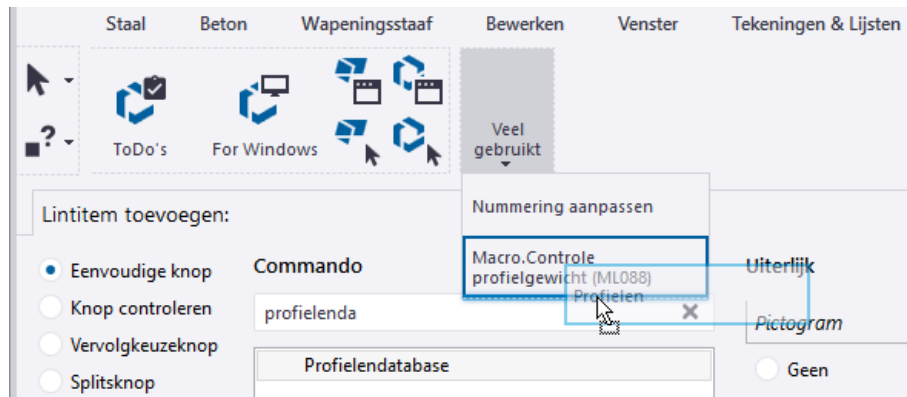 Staal Beton Wapeningsstaaf Bewerken Venster Tekeningen & Lijsten
?
ToDo's For Windows Veel
gebruikt
Nummering aanpassen
Lintitem toevoegen:
Macro.Controle
profielgewicht (ML088)
Profielen
Eenvoudige knop
Knop controleren
Vervolgkeuzeknop
Splitsknop
Commando
profielenda
Profielendatabase
Uiterlijk
Pictogram
Geen